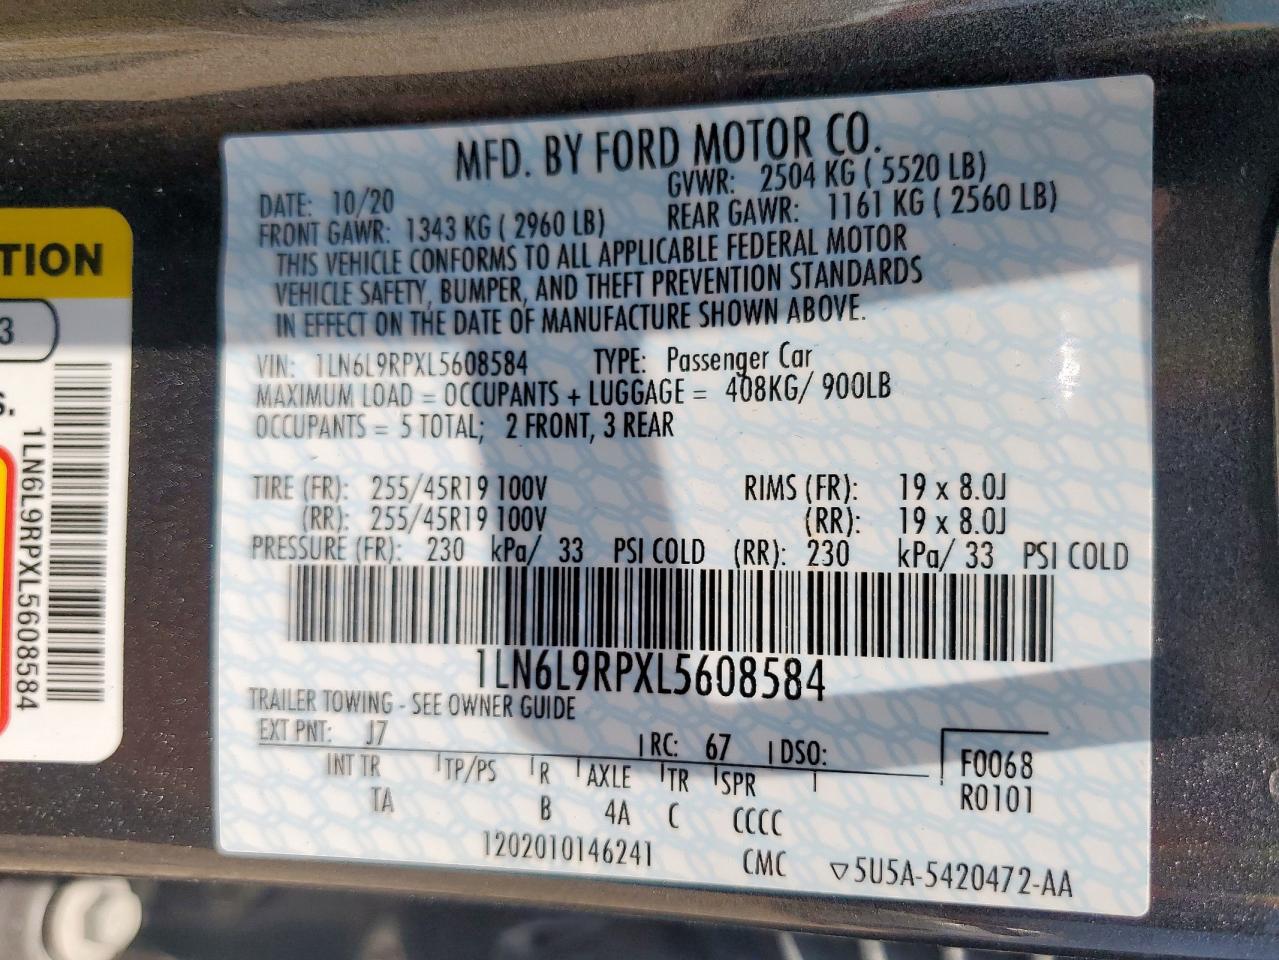 MFD. BY FORD MOTOR CO.
DATE: 10/20
GVWR: 2504 KG ( 5520 LB)
FRONT GAWR: 1343 KG ( 2960 LB)
REAR GAWR: 1161 KG ( 2560 LB)
THIS VEHICLE CONFORMS TO ALL APPLICABLE FEDERAL MOTOR
VEHICLE SAFETY, BUMPER, AND THEFT PREVENTION STANDARDS
IN EFFECT ON THE DATE OF MANUFACTURE SHOWN ABOVE.
VIN: 1LN6L9RPXL5608584 TYPE: Passenger Car
MAXIMUM LOAD = OCCUPANTS + LUGGAGE = 408KG/ 900LB
OCCUPANTS = 5 TOTAL; 2 FRONT, 3 REAR
TIRE (FR): 255/45R19 100V RIMS (FR): 19 x 8.0J
(RR): 255/45R19 100V (RR): 19 x 8.0J
PRESSURE (FR): 230 kPa/ 33 PSI COLD (RR): 230 kPa/ 33 PSI COLD
1LN6L9RPXL5608584
TRAILER TOWING - SEE OWNER GUIDE
EXT PNT: J7 RC: 67 DSO:
F0068
R0101
INT TR TP/PS R AXLE TR SPR
TA B 4A C CCCC
1202010146241 CMC ▽5U5A-5420472-AA
TION
3
S.
1LN6L9RPXL5608584